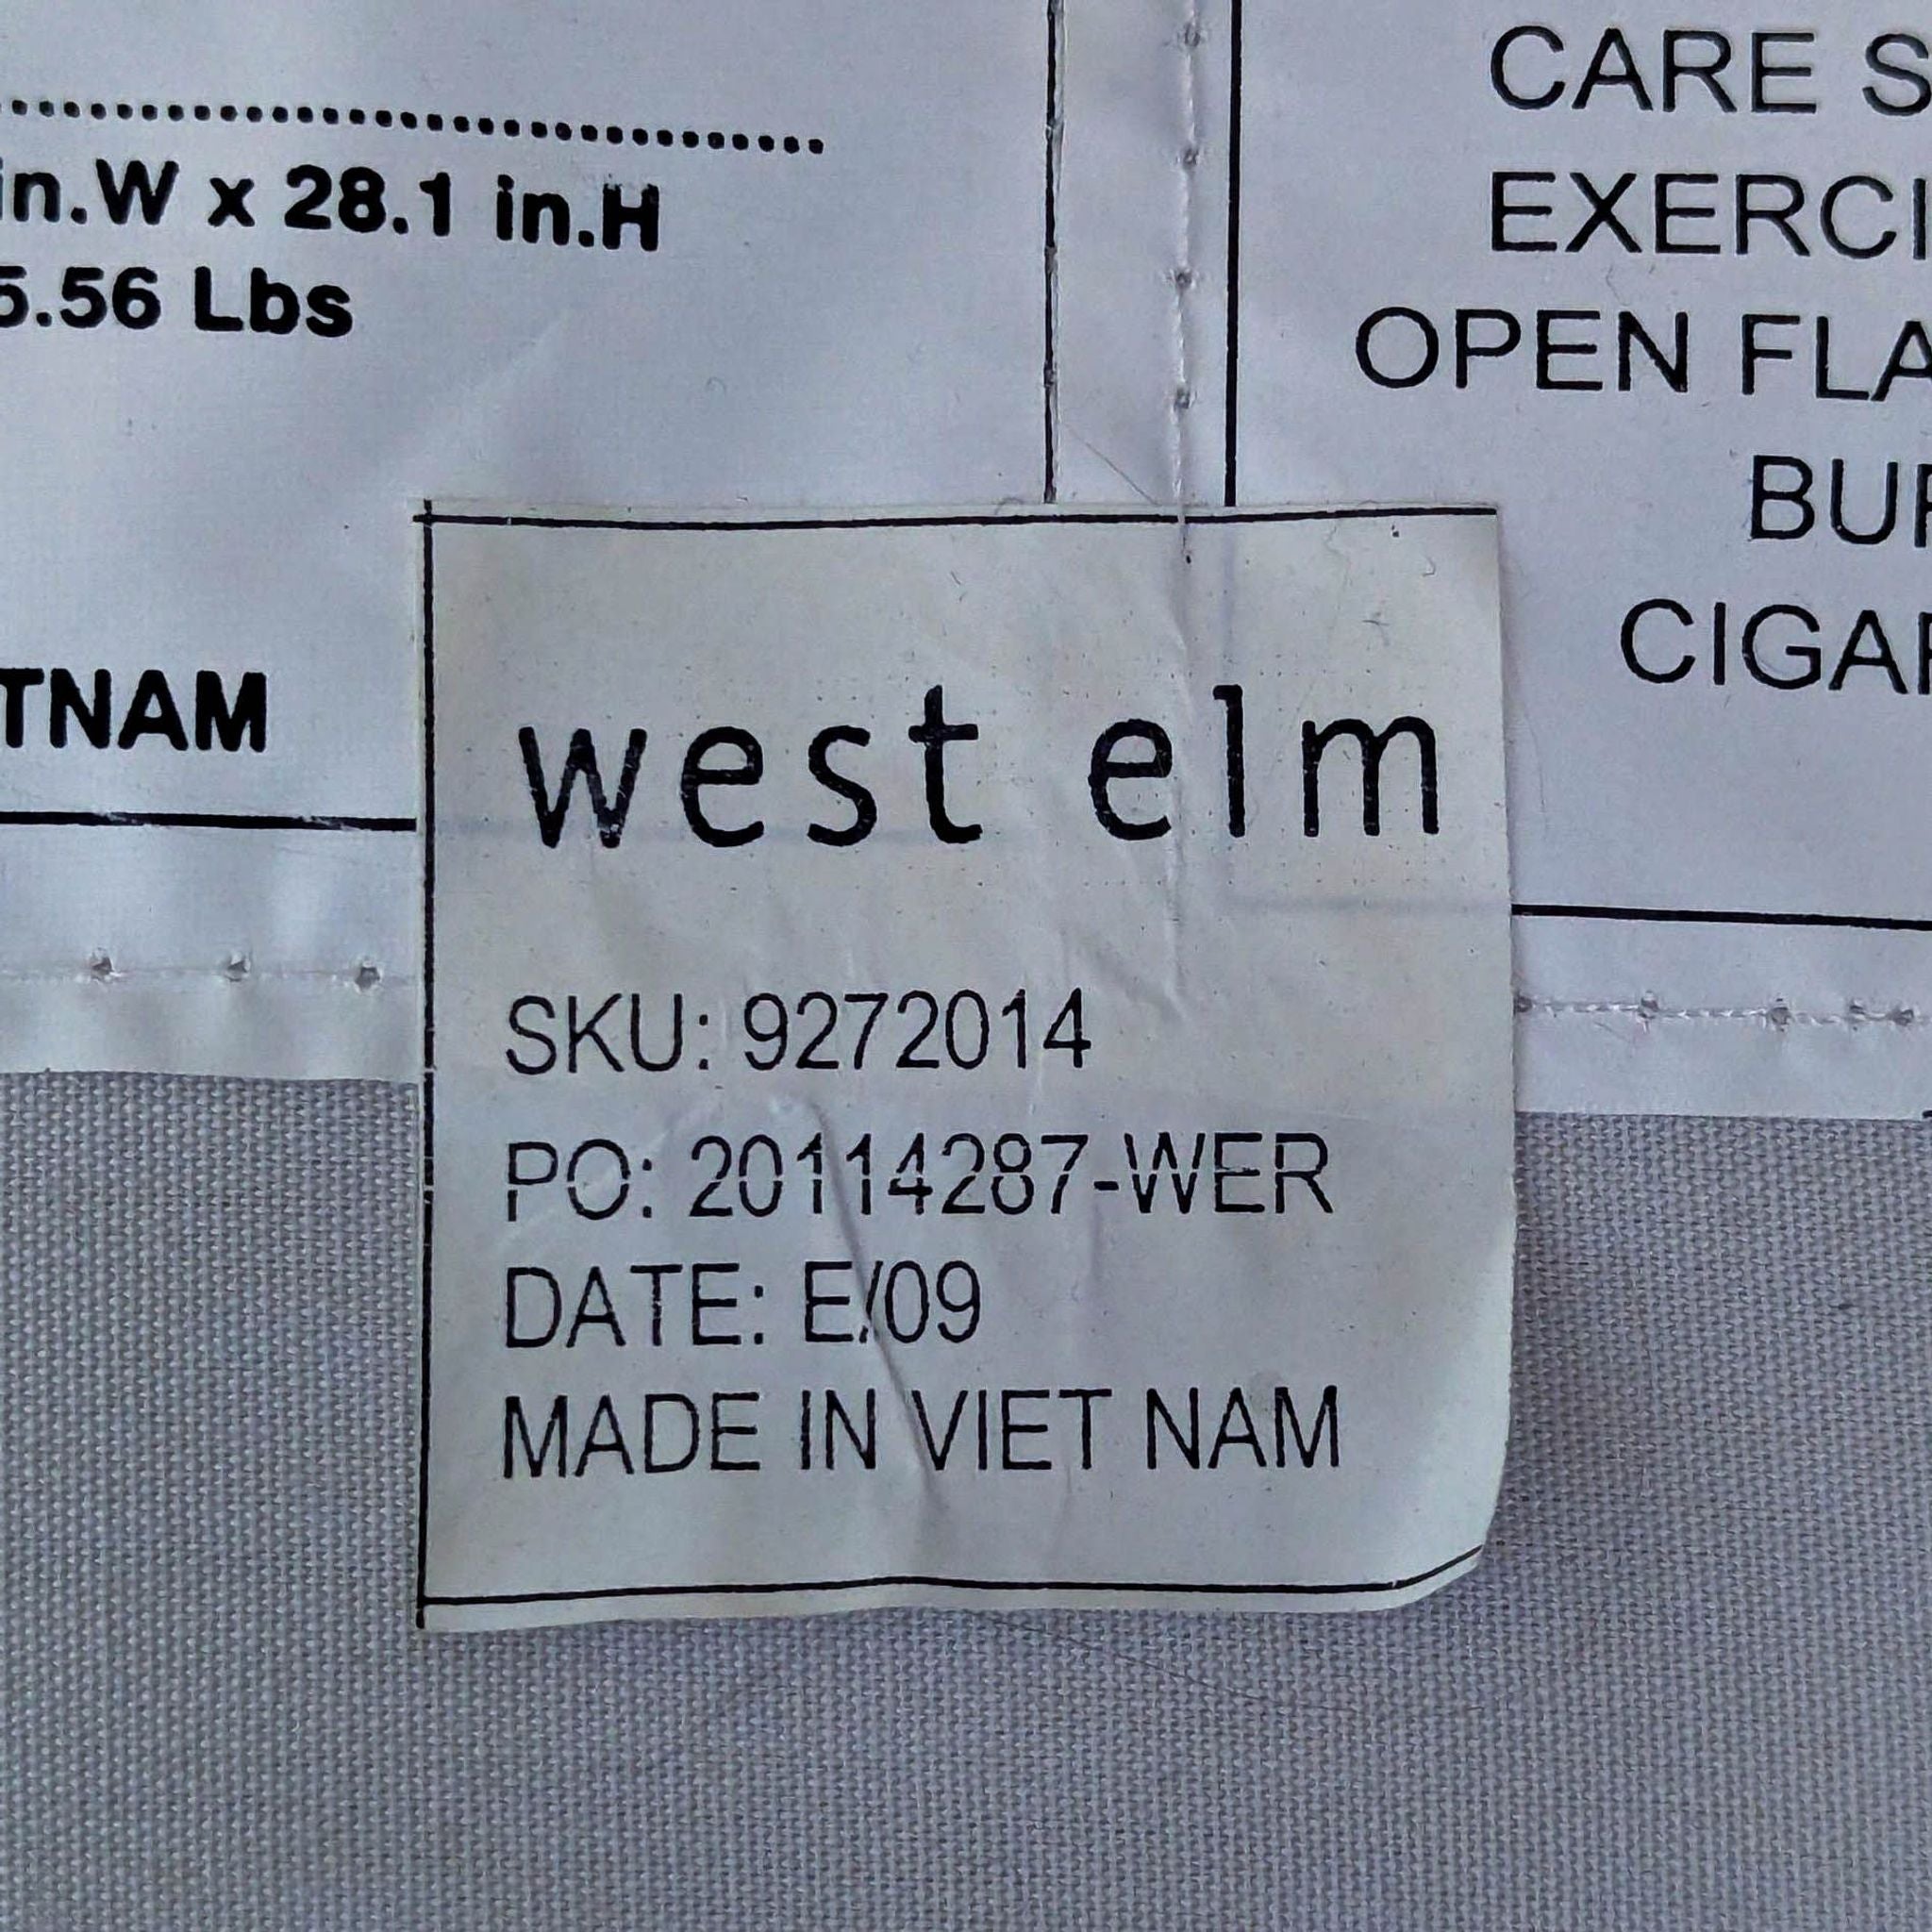 in.W x 28.1 in.H
5.56 Lbs
TNAM
CARE S
EXERCI
OPEN FLA
BUR
CIGAR
west elm
SKU: 9272014
PO: 20114287-WER
DATE: E/09
MADE IN VIET NAM